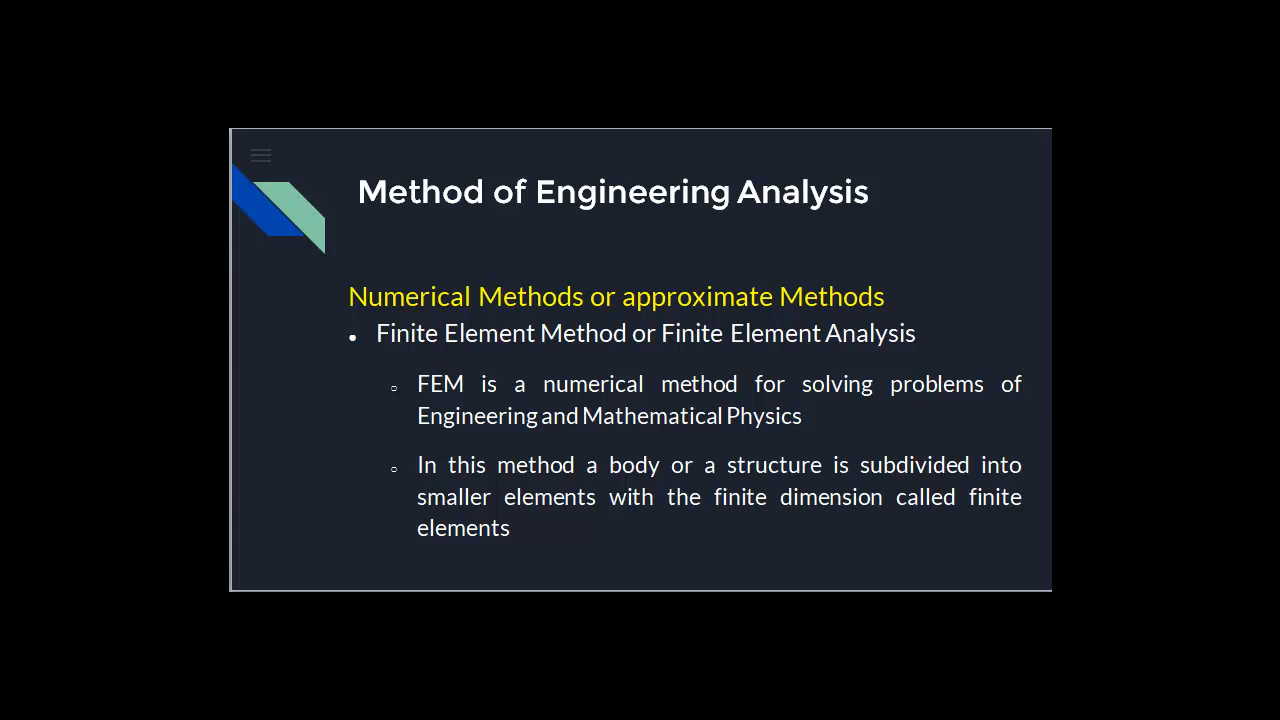 Method of Engineering Analysis
Numerical Methods or approximate Methods
• Finite Element Method or Finite Element Analysis
○ FEM is a numerical method for solving problems of
Engineering and Mathematical Physics
○ In this method a body or a structure is subdivided into
smaller elements with the finite dimension called finite
elements